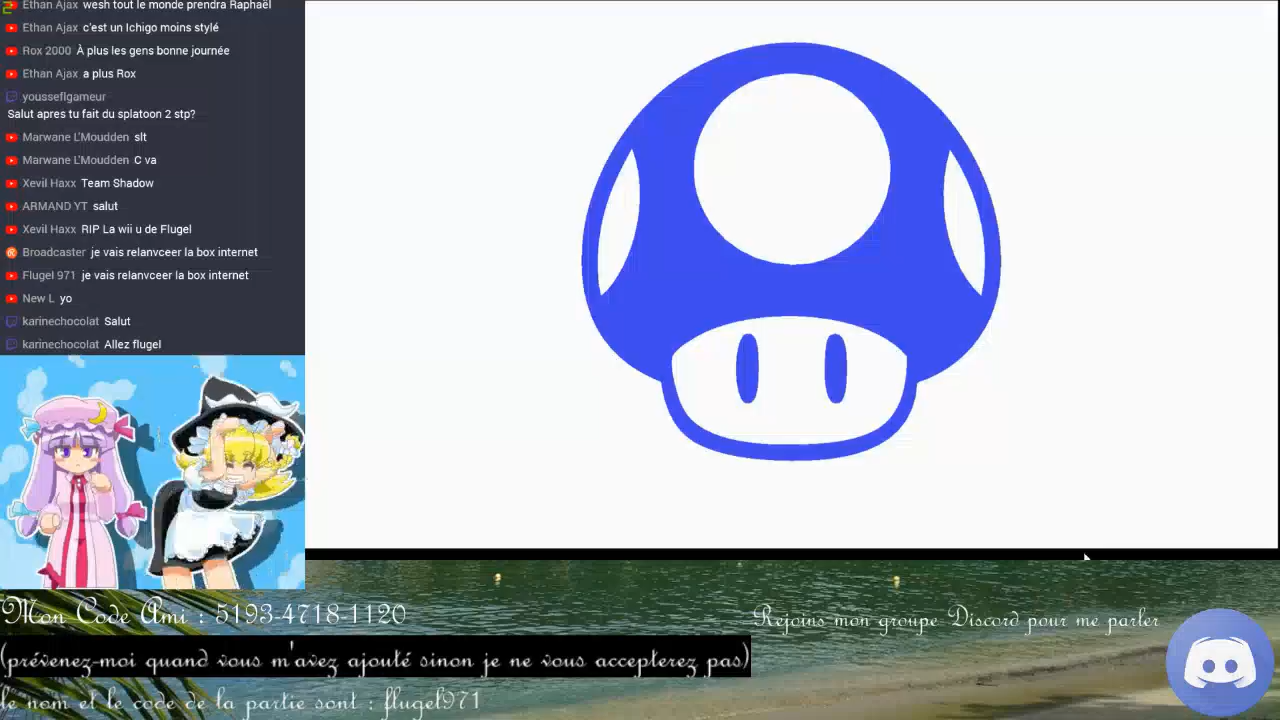 2
Ethan Ajax wesh tout le monde prendra Raphaël
Ethan Ajax c'est un Ichigo moins stylé
Rox 2000 À plus les gens bonne journée
Ethan Ajax a plus Rox
yousseflgameur
Salut apres tu fait du splatoon 2 stp?
Marwane L'Moudden slt
Marwane L'Moudden C va
Xevil Haxx Team Shadow
ARMAND YT salut
Xevil Haxx RIP La wii u de Flugel
Broadcaster je vais relanvceer la box internet
Flugel 971 je vais relanvceer la box internet
New L yo
karinechocolat Salut
karinechocolat Allez flugel
Mon Code Ami : 5193-4718-1120
Rejoins mon groupe Discord pour me parler
(prévenez-moi quand vous m'avez ajouté sinon je ne vous accepterez pas)
le nom et le code de la partie sont : flugel971